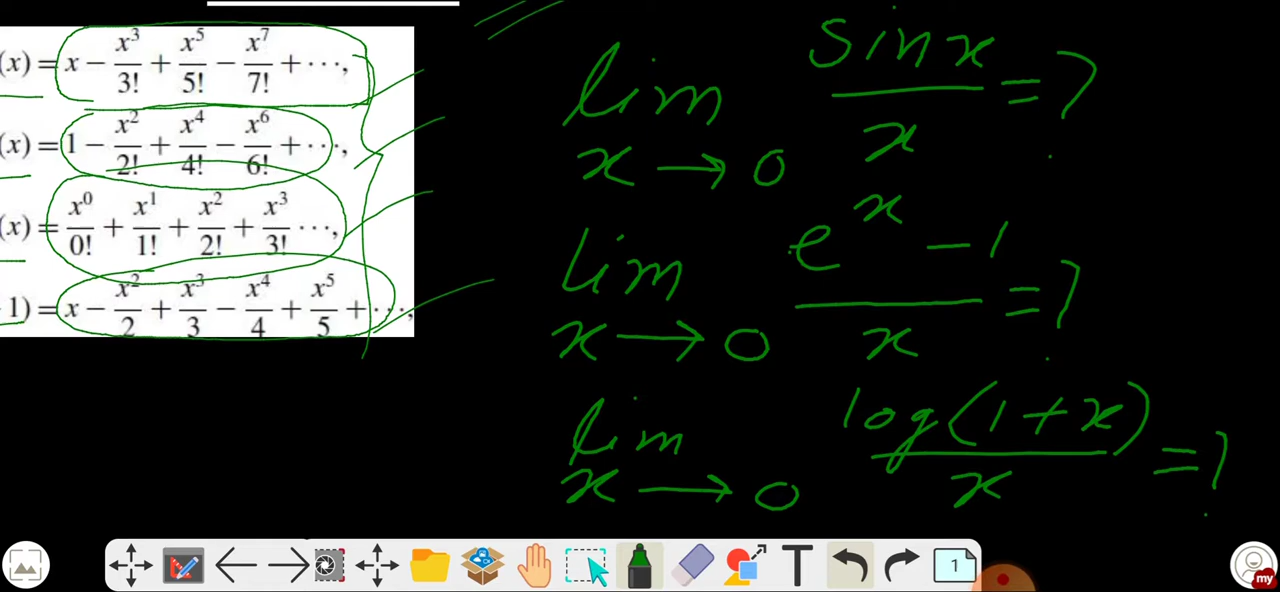 (x) = x − x³/3! + x⁵/5! − x⁷/7! + ⋯,
(x) = 1 − x²/2! + x⁴/4! − x⁶/6! + ⋯,
(x) = x⁰/0! + x¹/1! + x²/2! + x³/3! ⋯,
1) = x − x²/2 + x³/3 − x⁴/4 + x⁵/5 + ⋯,
lim x → 0 sin x / x = ?
lim x → 0 (e^x − 1) / x = ?
lim x → 0 log(1 + x) / x = ?
T
1
my